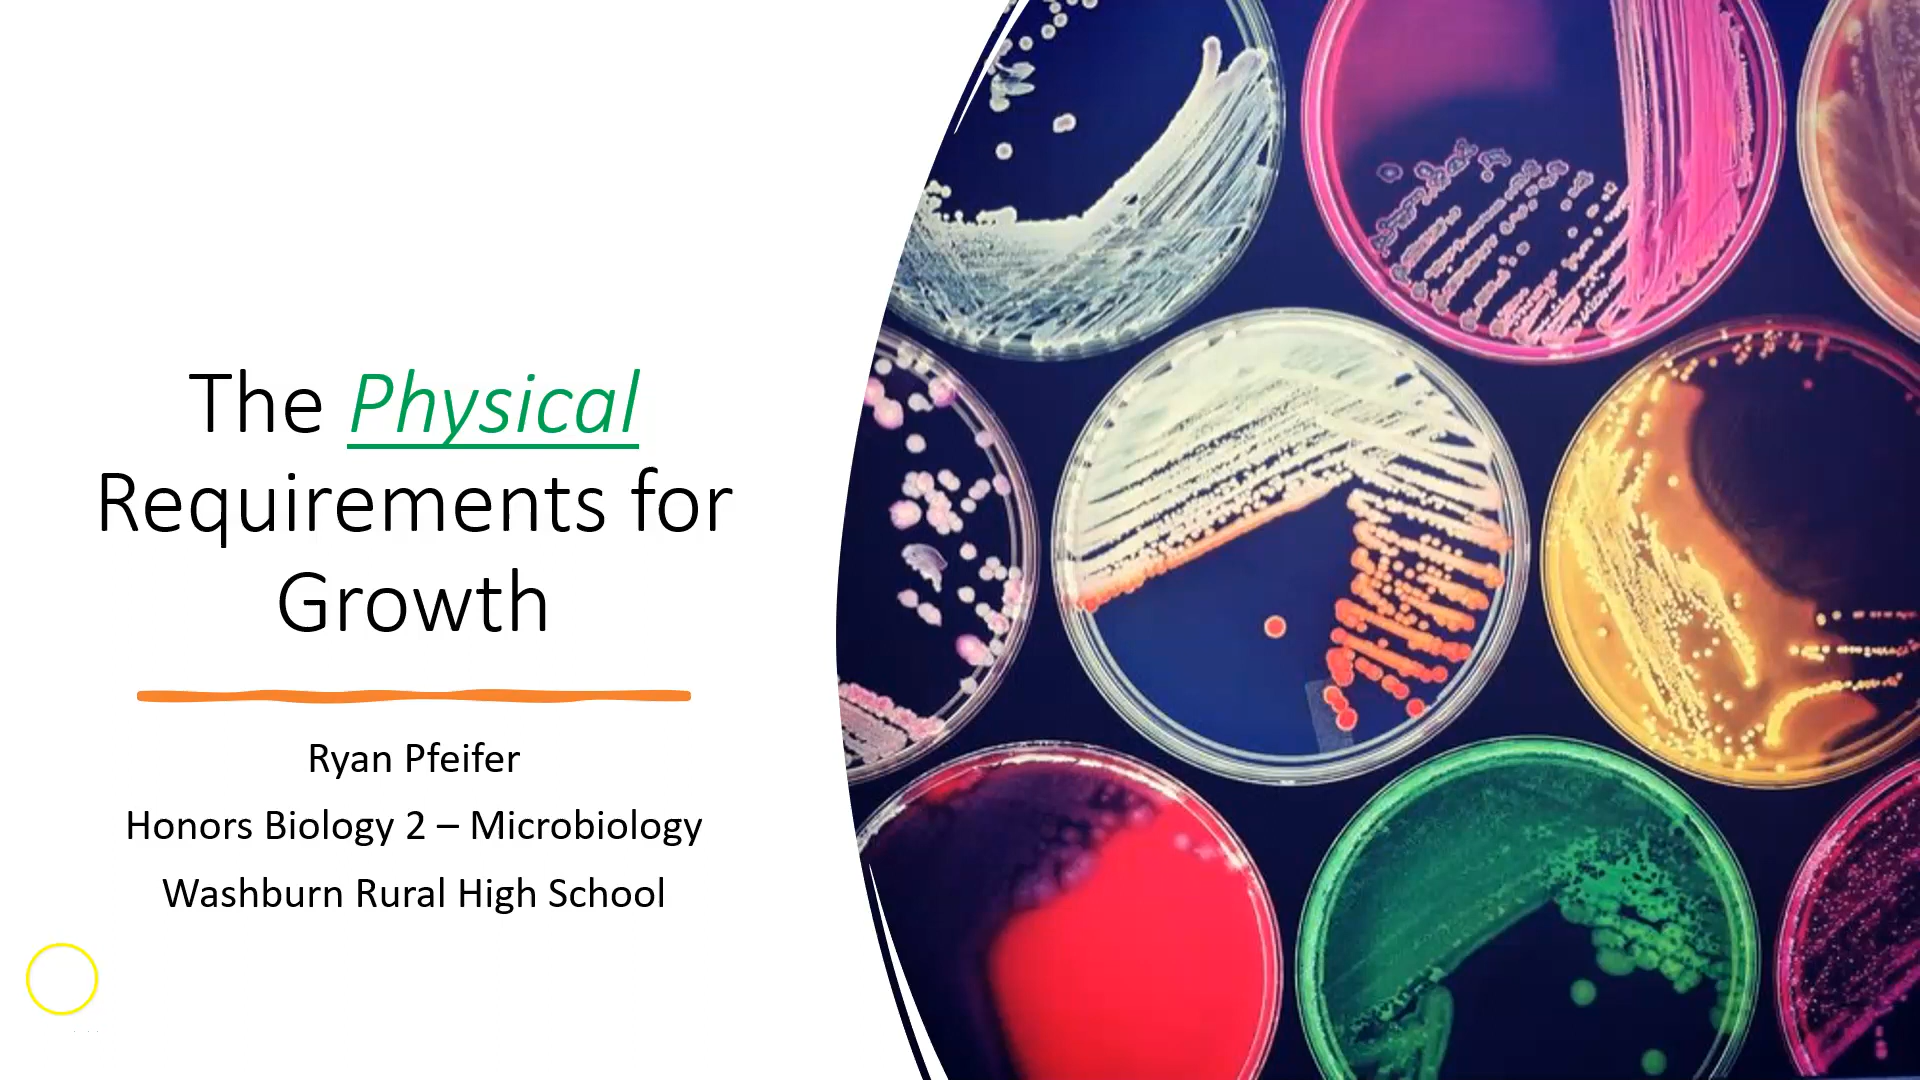 The Physical
Requirements for
Growth
Ryan Pfeifer
Honors Biology 2 – Microbiology
Washburn Rural High School